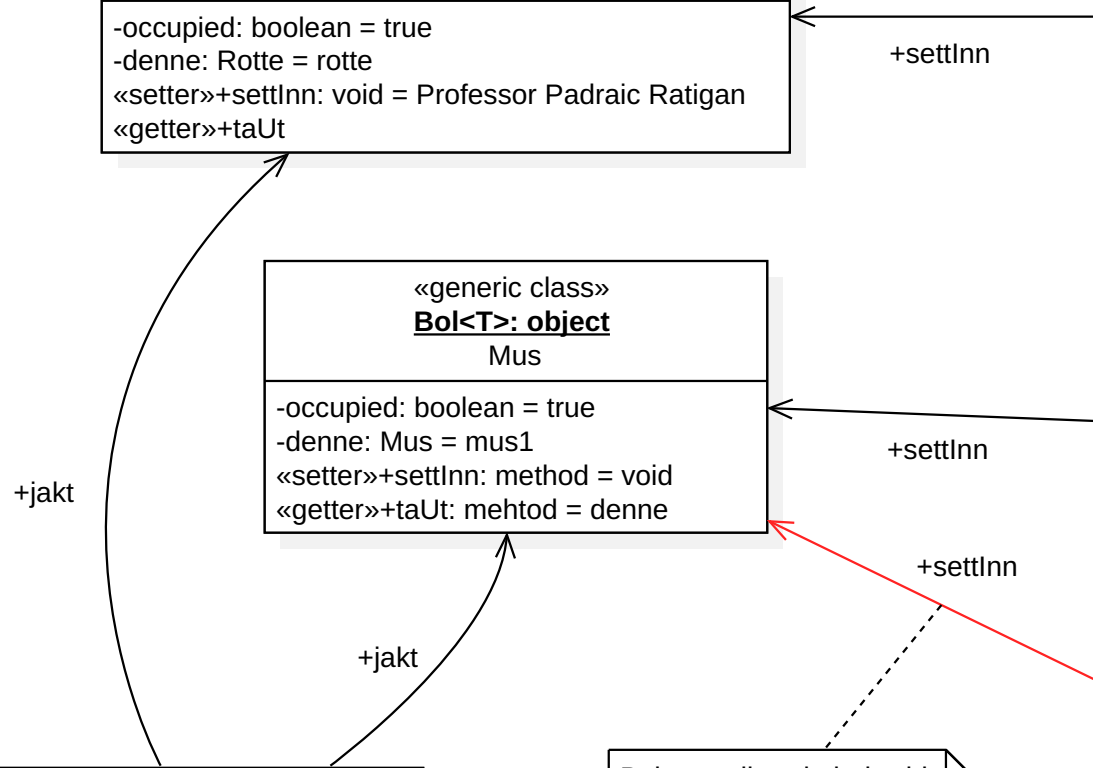 -occupied: boolean = true
-denne: Rotte = rotte
«setter»+settInn: void = Professor Padraic Ratigan
«getter»+taUt
+settInn
«generic class»
Bol<T>: object
Mus
-occupied: boolean = true
-denne: Mus = mus1
«setter»+settInn: method = void
«getter»+taUt: mehtod = denne
+settInn
+jakt
+settInn
+jakt